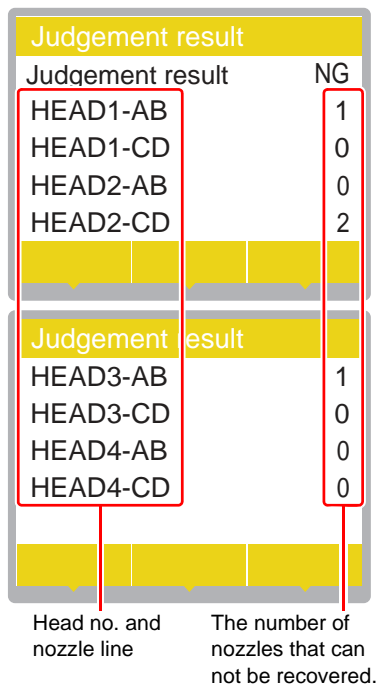 Judgement result
Judgement result NG
HEAD1-AB 1
HEAD1-CD 0
HEAD2-AB 0
HEAD2-CD 2
Judgement result
HEAD3-AB 1
HEAD3-CD 0
HEAD4-AB 0
HEAD4-CD 0
Head no. and
nozzle line
The number of
nozzles that can
not be recovered.